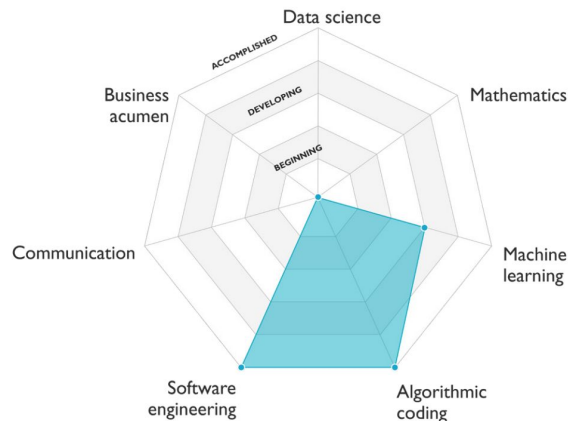 Data science
ACCOMPLISHED
Business
acumen
DEVELOPING
Mathematics
BEGINNING
Communication
Machine
learning
Software
engineering
Algorithmic
coding